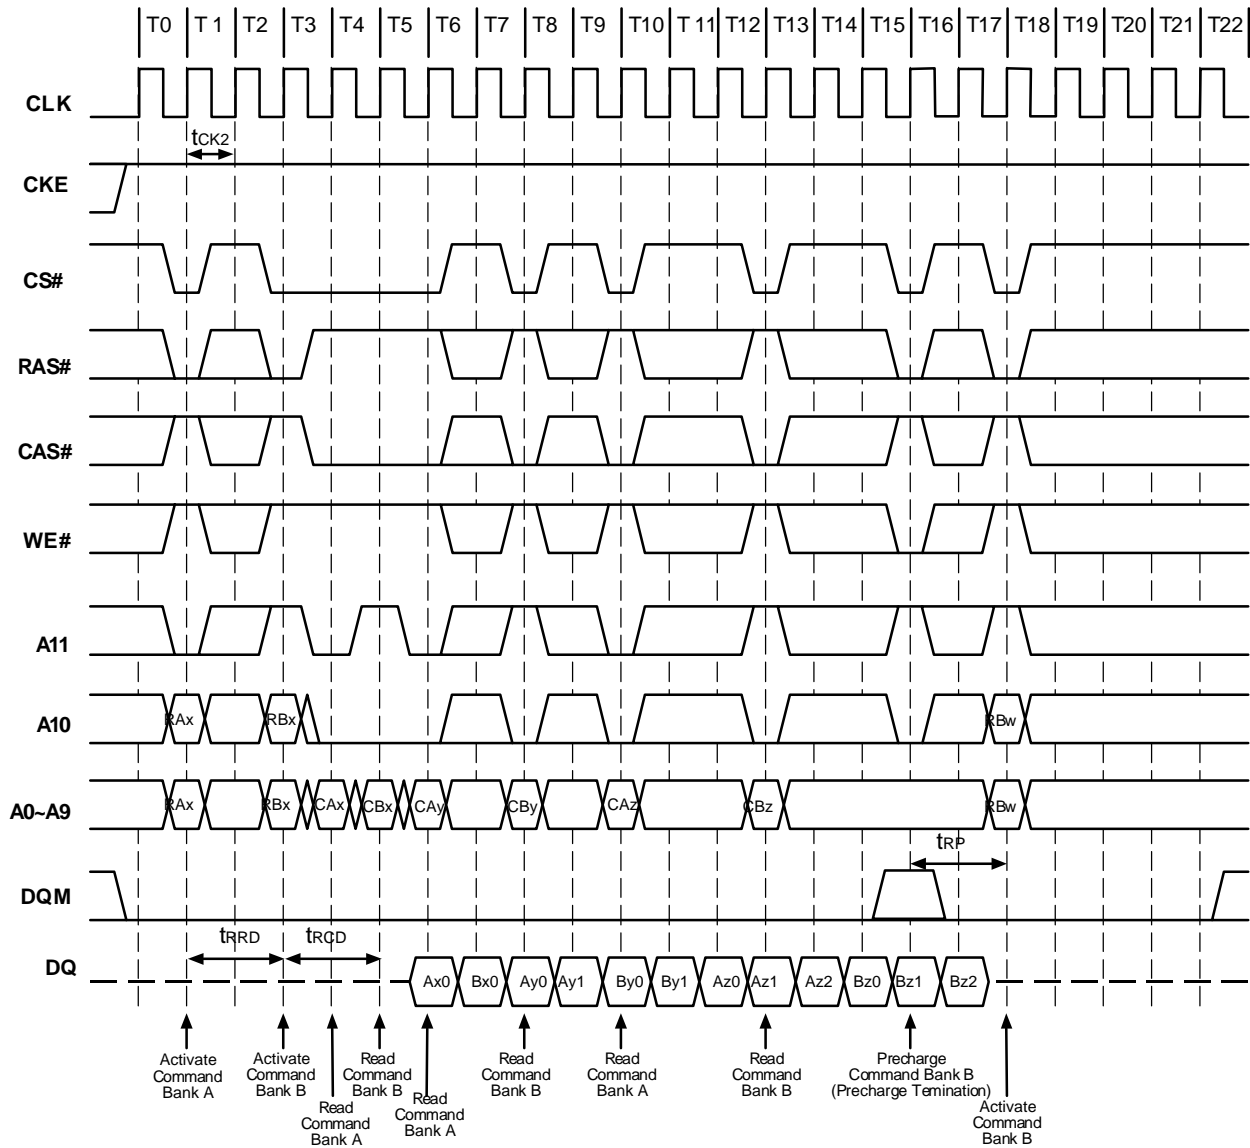 T0 T 1 T2 T3 T4 T5 T6 T7 T8 T9 T10 T 11 T12 T13 T14 T15 T16 T17 T18 T19 T20 T21 T22
CLK
tCK2
CKE
CS#
RAS#
CAS#
WE#
A11
A10
RAx RBx RBw
A0~A9
RAx RBx CAx CBx CAy CBy CAz CBz RBw
tRP
DQM
tRRD tRCD
DQ
Ax0 Bx0 Ay0 Ay1 By0 By1 Az0 Az1 Az2 Bz0 Bz1 Bz2
Activate
Command
Bank A
Activate
Command
Bank B
Read
Command
Bank A
Read
Command
Bank B
Read
Command
Bank A
Read
Command
Bank B
Read
Command
Bank A
Read
Command
Bank B
Precharge
Command Bank B
(Precharge Temination)
Activate
Command
Bank B